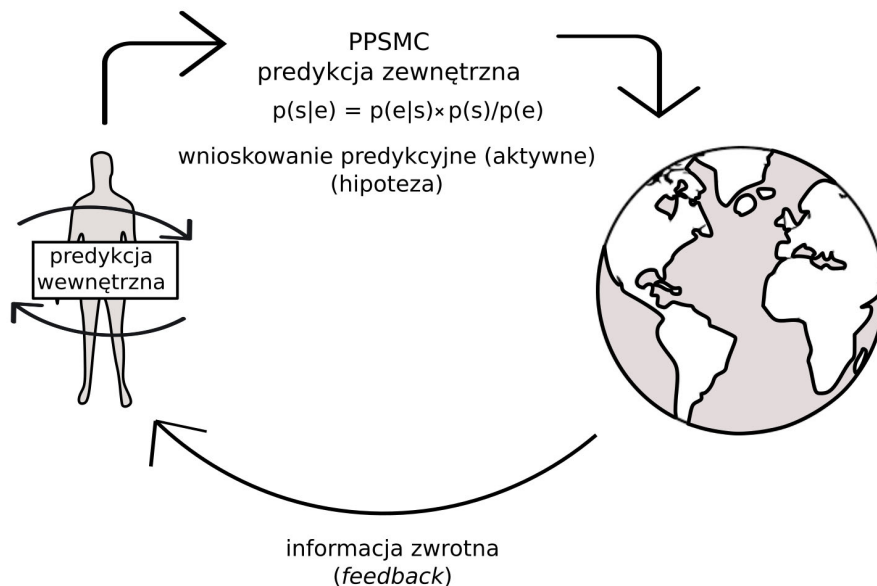 PPSMC
predykcja zewnętrzna
p(s|e) = p(e|s)×p(s)/p(e)
wnioskowanie predykcyjne (aktywne)
(hipoteza)
predykcja
wewnętrzna
informacja zwrotna
(feedback)